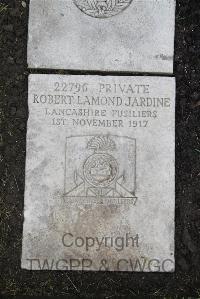 22796 PRIVATE
ROBERT LAMOND JARDINE
LANCASHIRE FUSILIERS
1ST NOVEMBER 1917
Copyright
TWGPP & CWGC